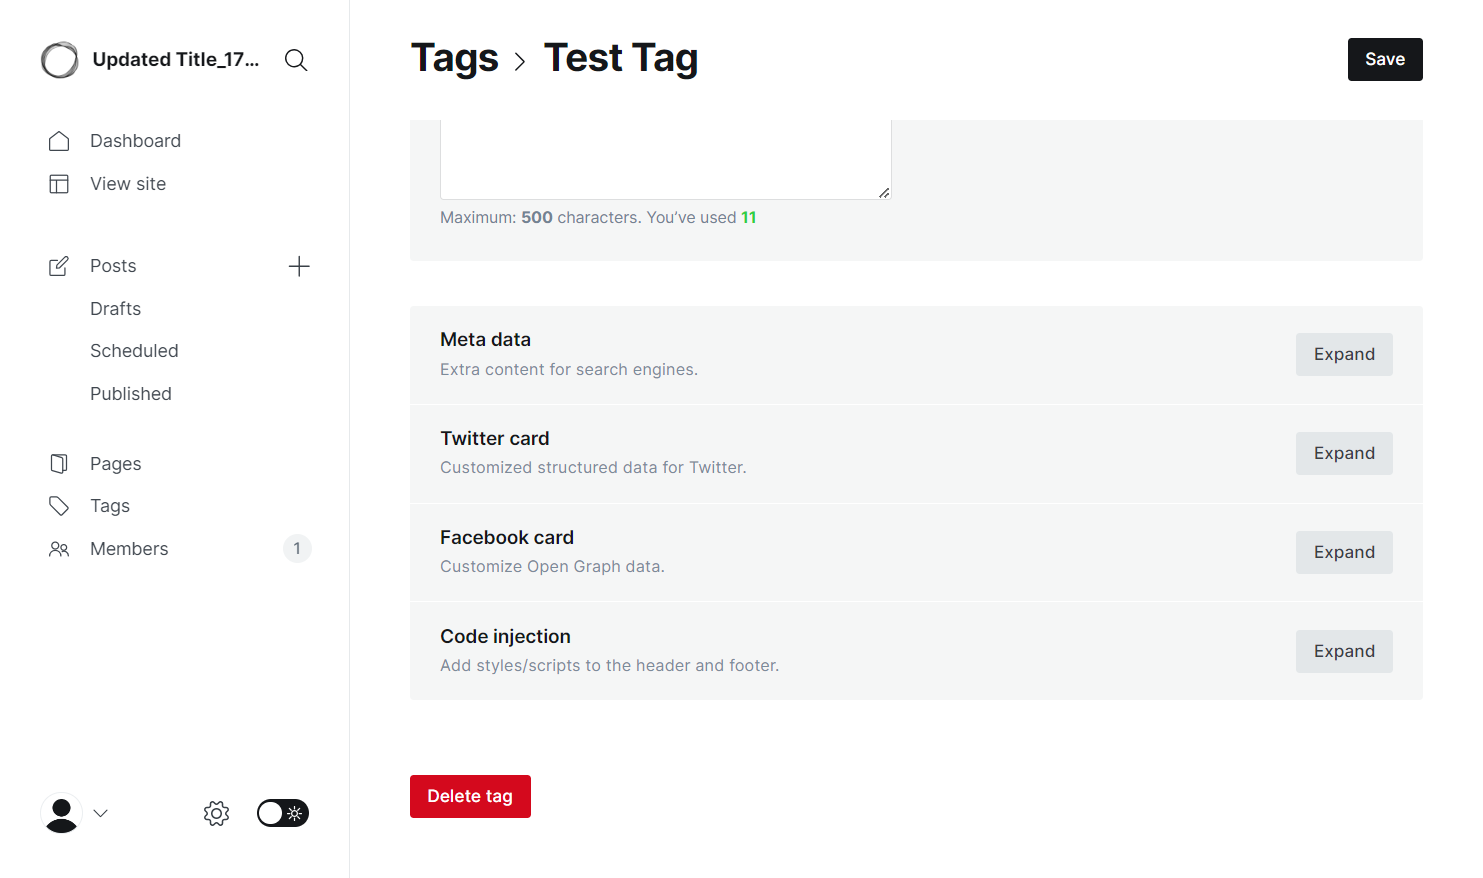 Updated Title_17...
Dashboard
View site
Posts
Drafts
Scheduled
Published
Pages
Tags
Members
1
Tags > Test Tag
Save
Maximum: 500 characters. You’ve used 11
Meta data
Extra content for search engines.
Expand
Twitter card
Customized structured data for Twitter.
Expand
Facebook card
Customize Open Graph data.
Expand
Code injection
Add styles/scripts to the header and footer.
Expand
Delete tag